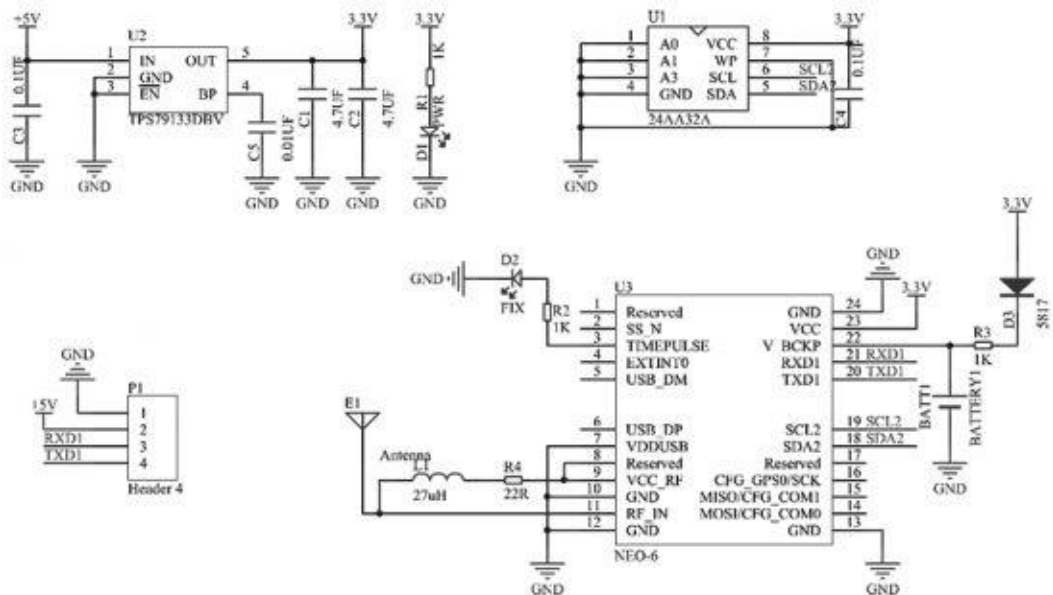 +5V
U2
3.3V
3.3V
1 IN OUT 5
2 GND
3 EN BP 4
TPS79133DBV
0.1UF
C3
C5
0.01UF
C1
4.7UF
C2
4.7UF
1K
R1
PWR
D1
GND
GND
GND
GND
GND
GND
U1
3.3V
1 A0 VCC 8
2 A1 WP 7
3 A3 SCL 6 SCL2
4 GND SDA 5 SDA2
24AA32A
0.1UF
C4
GND
GND
P1
1
15V
2
RXD1 3
TXD1 4
Header 4
GND
D2
FIX
R2
1K
U3
GND
3.3V
3.3V
D3
5817
1 Reserved GND 24
2 SS_N VCC 23
3 TIMEPULSE V_BCKP 22
4 EXTINT0 RXD1 21 RXD1
5 USB_DM TXD1 20 TXD1
R3
1K
BATT1
BATTERY1
GND
6 USB_DP SCL2 19 SCL2
7 VDDUSB SDA2 18 SDA2
8 Reserved Reserved 17
9 VCC_RF CFG_GPS0/SCK 16
10 GND MISO/CFG_COM1 15
11 RF_IN MOSI/CFG_COM0 14
12 GND GND 13
NEO-6
E1
Antenna
L1
27uH
R4
22R
GND
GND